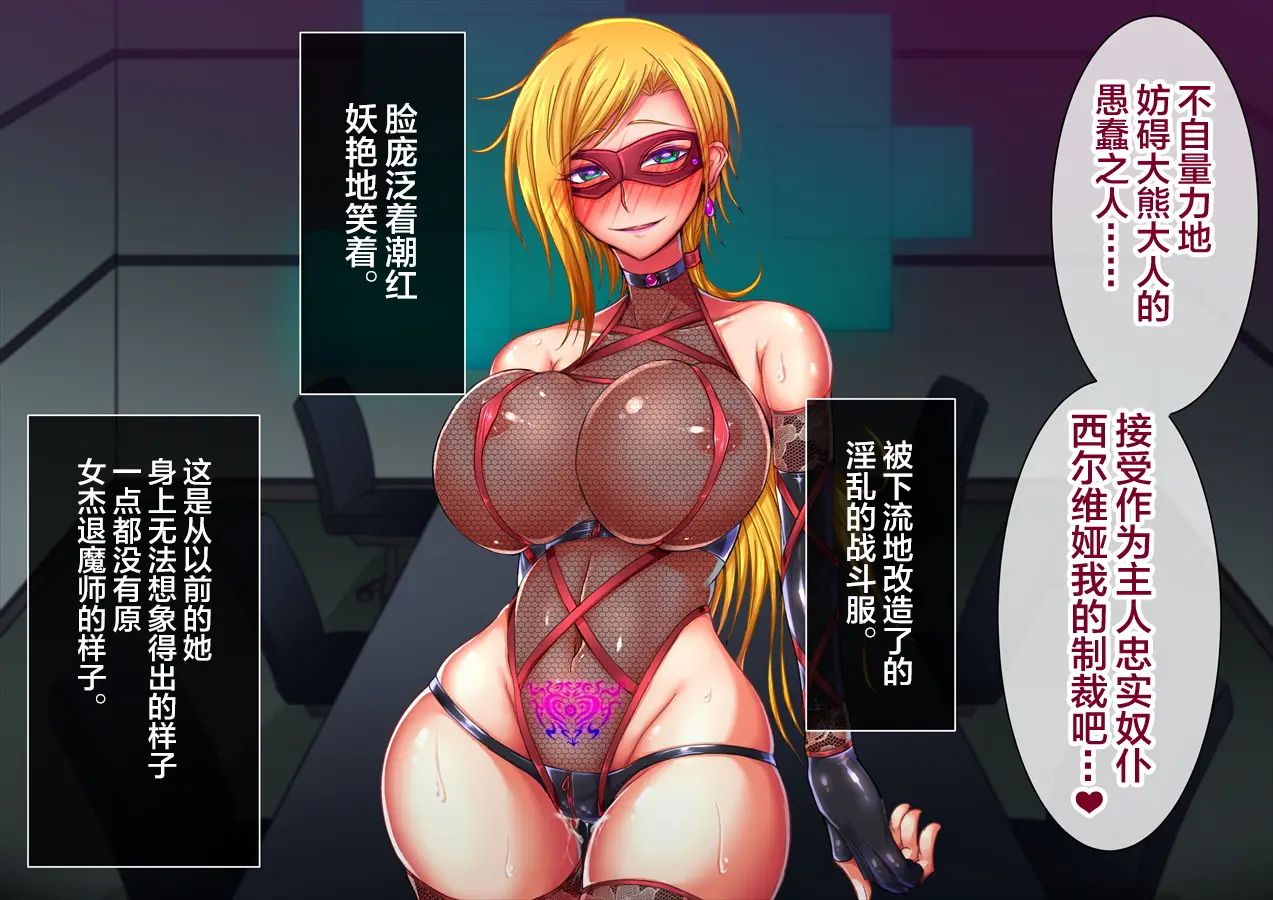 不自量力地
妨碍大熊大人的
愚蠢之人……
接受作为主人忠实奴仆
西尔维娅我的制裁吧…❤
脸庞泛着潮红
妖艳地笑着。
被下流地改造了的
淫乱的战斗服。
这是从以前的她
身上无法想象得出的样子
一点都没有原
女杰退魔师的样子。